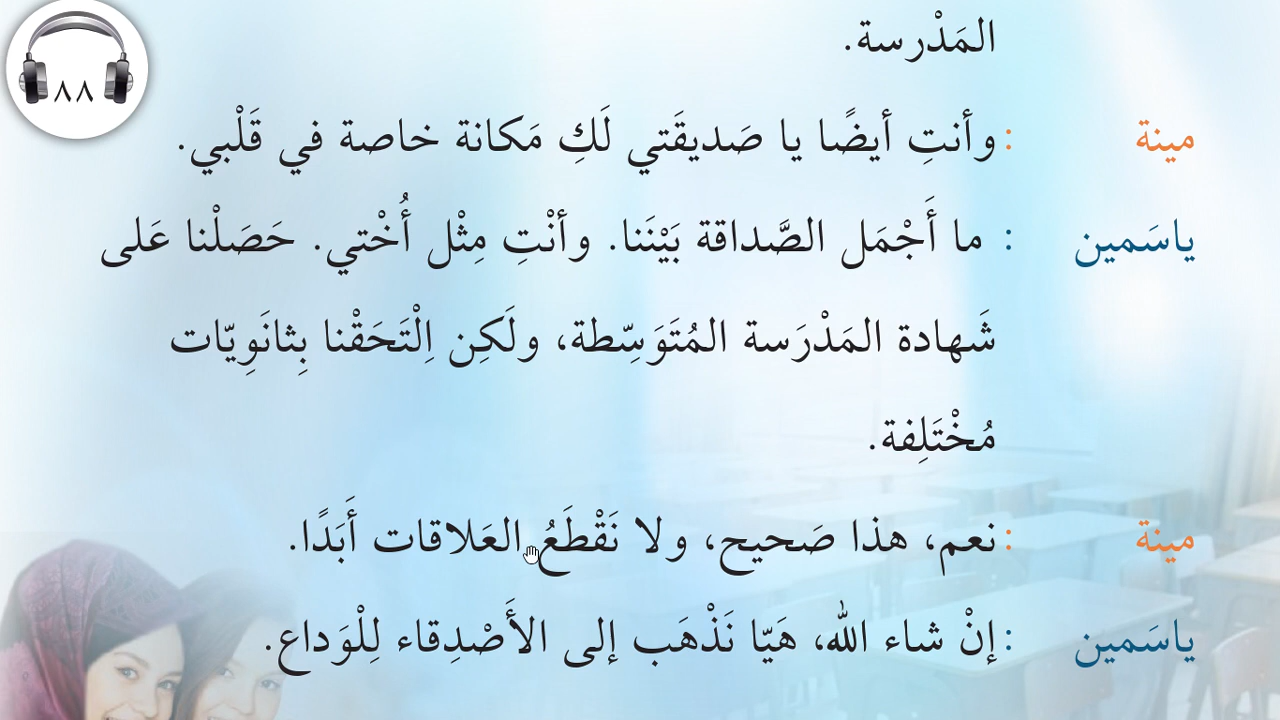 المَدْرسة.
٨٨
مينة : وأنتِ أيضًا يا صَديقَتي لَكِ مَكانة خاصة في قَلْبي.
ياسَمين : ما أَجْمَل الصَّداقة بَيْنَنا. وأنْتِ مِثْل أُخْتي. حَصَلْنا عَلى
شَهادة المَدْرَسة المُتَوَسِّطة، ولَكِن اِلْتَحَقْنا بِثانَوِيّات
مُخْتَلِفة.
مينة : نعم، هذا صَحيح، ولا نَقْطَعُ العَلاقات أَبَدًا.
ياسَمين : إنْ شاء الله، هَيّا نَذْهَب إلى الأَصْدِقاء لِلْوَداع.